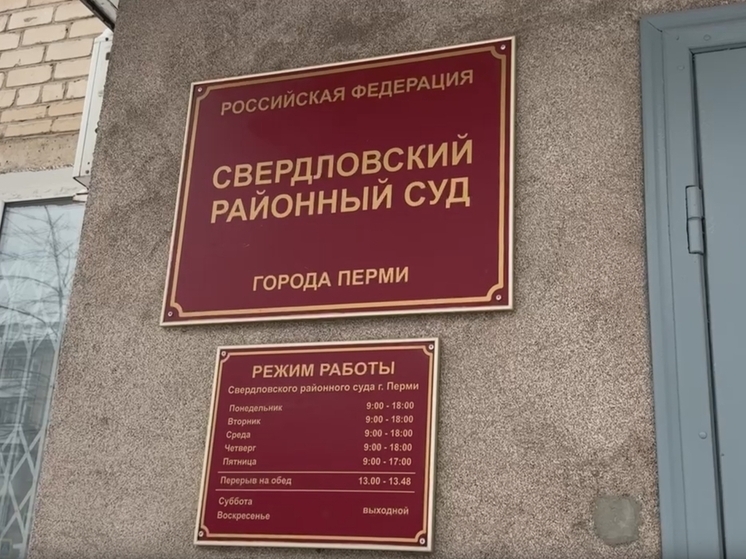 РОССИЙСКАЯ ФЕДЕРАЦИЯ
СВЕРДЛОВСКИЙ
РАЙОННЫЙ СУД
ГОРОДА ПЕРМИ
РЕЖИМ РАБОТЫ
Свердловского районного суда г. Перми
Понедельник 9:00 - 18:00
Вторник 9:00 - 18:00
Среда 9:00 - 18:00
Четверг 9:00 - 18:00
Пятница 9:00 - 17:00
Перерыв на обед 13.00 - 13.48
Суббота
Воскресенье выходной